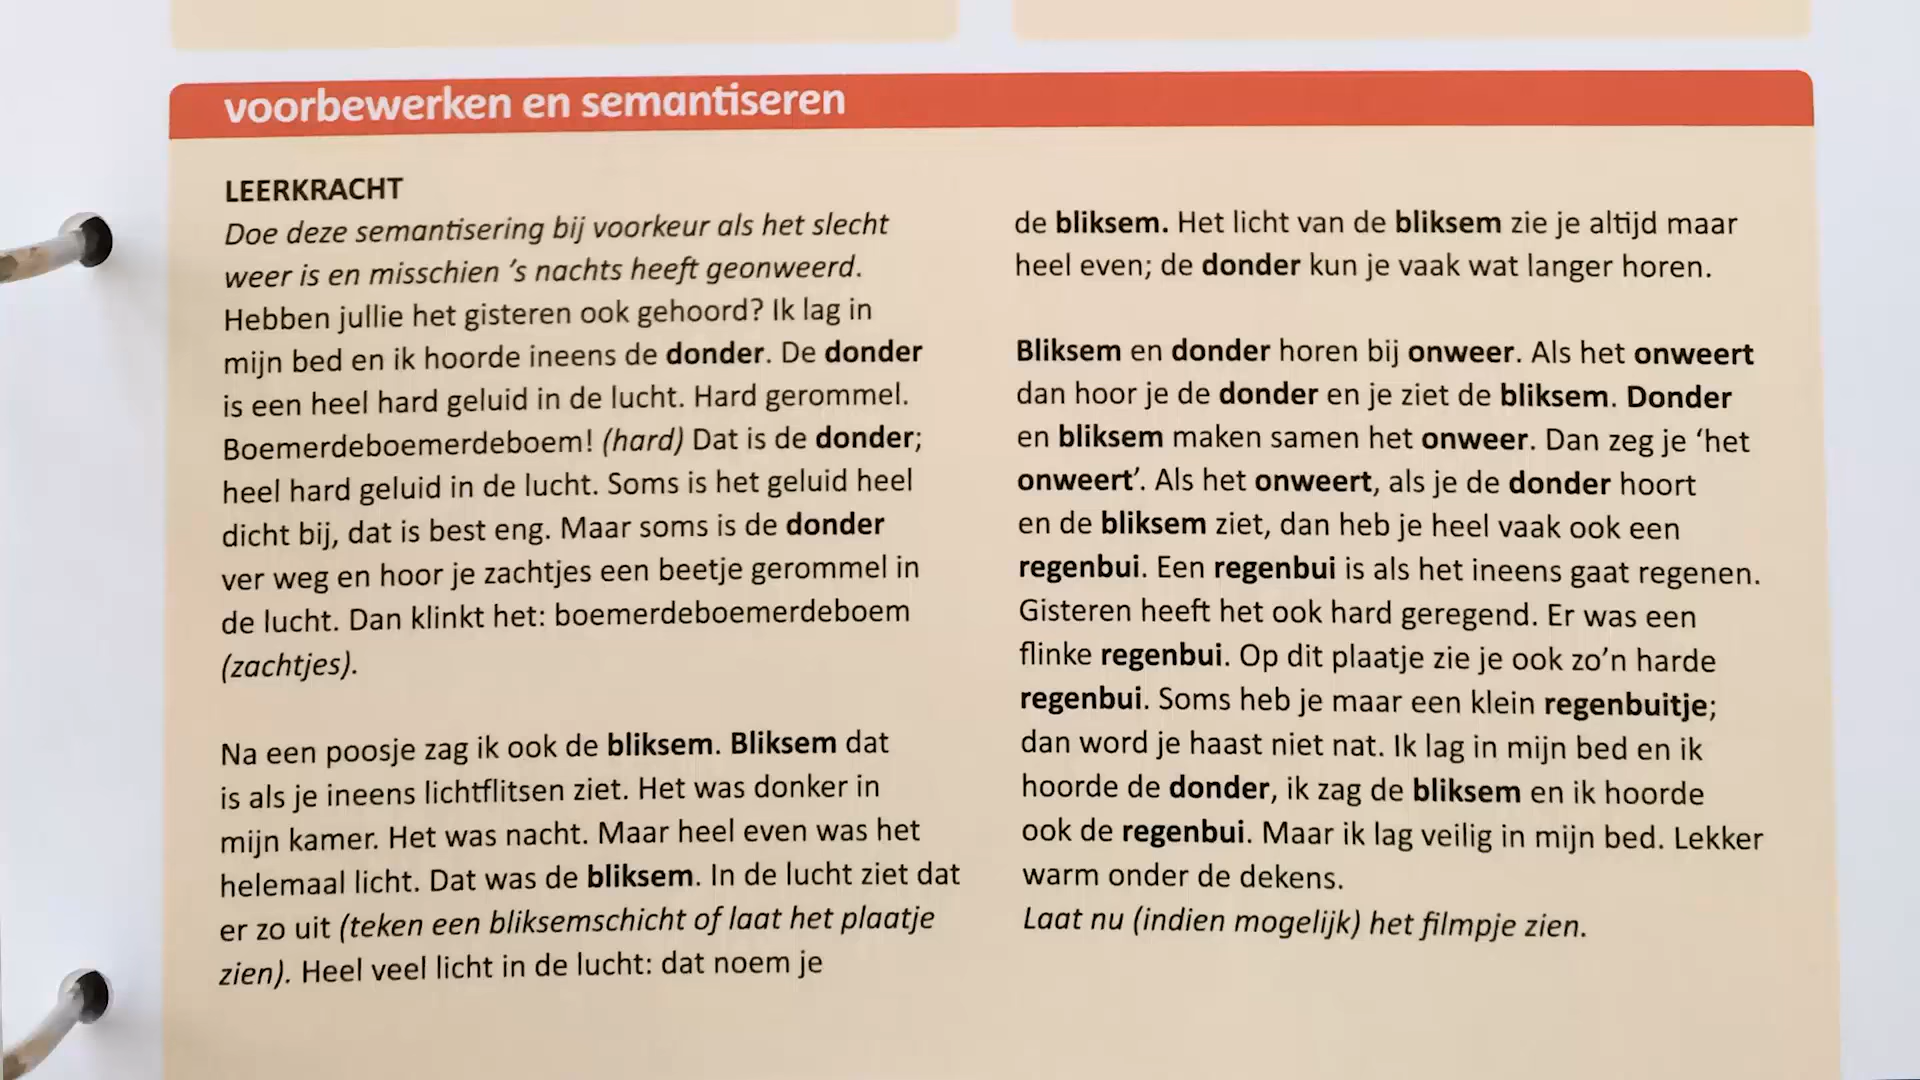 voorbewerken en semantiseren
LEERKRACHT
Doe deze semantisering bij voorkeur als het slecht
weer is en misschien ’s nachts heeft geonweerd.
Hebben jullie het gisteren ook gehoord? Ik lag in
mijn bed en ik hoorde ineens de donder. De donder
is een heel hard geluid in de lucht. Hard gerommel.
Boemerdeboemerdeboem! (hard) Dat is de donder;
heel hard geluid in de lucht. Soms is het geluid heel
dicht bij, dat is best eng. Maar soms is de donder
ver weg en hoor je zachtjes een beetje gerommel in
de lucht. Dan klinkt het: boemerdeboemerdeboem
(zachtjes).
Na een poosje zag ik ook de bliksem. Bliksem dat
is als je ineens lichtflitsen ziet. Het was donker in
mijn kamer. Het was nacht. Maar heel even was het
helemaal licht. Dat was de bliksem. In de lucht ziet dat
er zo uit (teken een bliksemschicht of laat het plaatje
zien). Heel veel licht in de lucht: dat noem je
de bliksem. Het licht van de bliksem zie je altijd maar
heel even; de donder kun je vaak wat langer horen.
Bliksem en donder horen bij onweer. Als het onweert
dan hoor je de donder en je ziet de bliksem. Donder
en bliksem maken samen het onweer. Dan zeg je ‘het
onweert’. Als het onweert, als je de donder hoort
en de bliksem ziet, dan heb je heel vaak ook een
regenbui. Een regenbui is als het ineens gaat regenen.
Gisteren heeft het ook hard geregend. Er was een
flinke regenbui. Op dit plaatje zie je ook zo’n harde
regenbui. Soms heb je maar een klein regenbuitje;
dan word je haast niet nat. Ik lag in mijn bed en ik
hoorde de donder, ik zag de bliksem en ik hoorde
ook de regenbui. Maar ik lag veilig in mijn bed. Lekker
warm onder de dekens.
Laat nu (indien mogelijk) het filmpje zien.